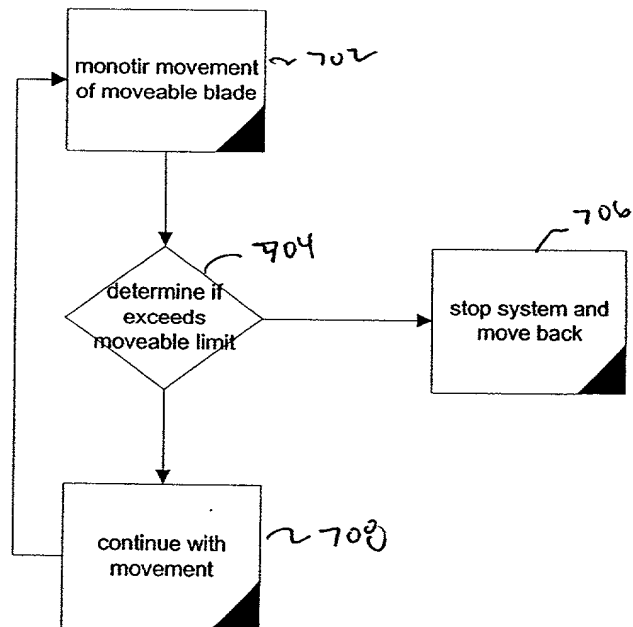 monotir movement
of moveable blade
702
704
determine if
exceeds
moveable limit
706
stop system and
move back
continue with
movement
708